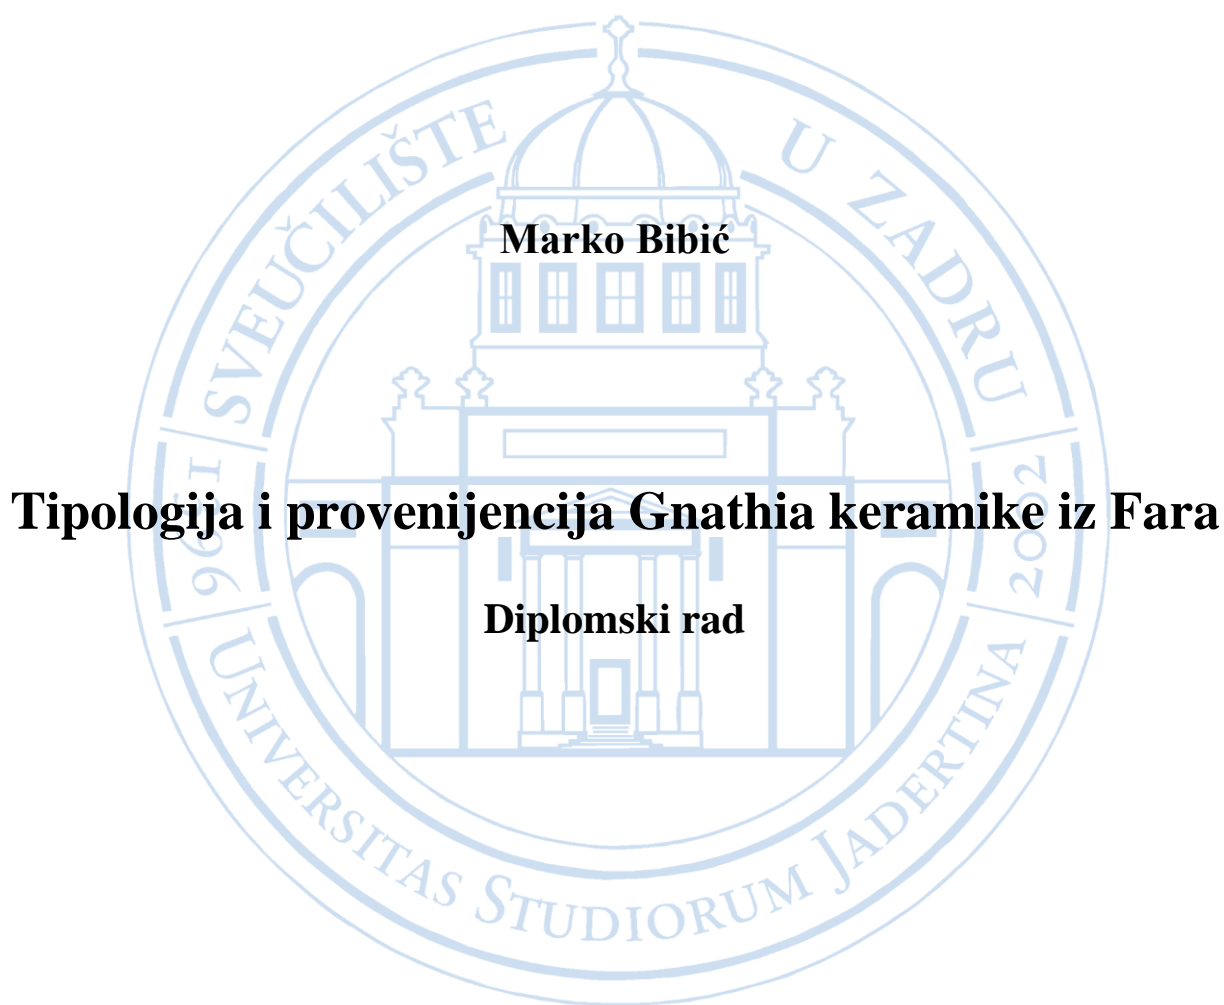 SVEUČILIŠTE U ZADRU
Marko Bibić
1396 2002
Tipologija i provenijencija Gnathia keramike iz Fara
Diplomski rad
UNIVERSITAS STUDIORUM JADERTINA